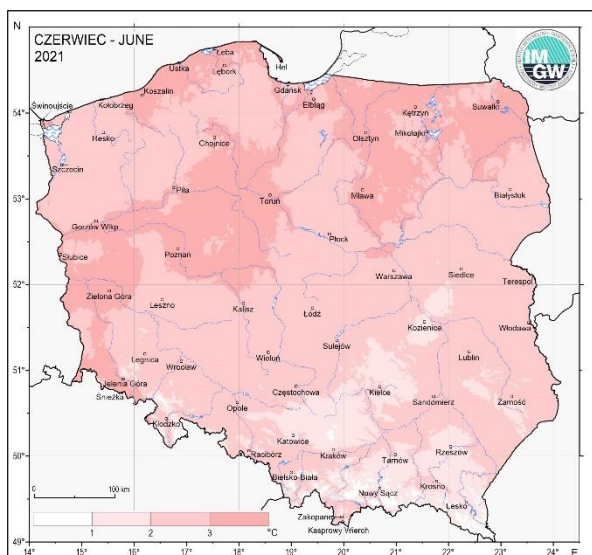 N
CZERWIEC - JUNE
2021
IMGW
Łeba
Ustka
Lębork
Hel
Gdańsk
Koszalin
Elbląg
Kołobrzeg
Świnoujście
54°
Kętrzyn
Suwałki
Resko
Chojnice
Olsztyn
Mikołajki
Szczecin
Piła
Toruń
Mława
Białystok
53°
Gorzów Wlkp
Płock
Słubice
Poznań
Warszawa
Siedlce
Terespol
52°
Zielona Góra
Leszno
Kalisz
Łódź
Kozienice
Włodawa
Sulejów
Legnica
Wrocław
Wieluń
Lublin
Jelenia Góra
Śnieżka
Częstochowa
Kielce
Sandomierz
Zamość
51°
Opole
Kłodzko
Katowice
Racibórz
Kraków
Tarnów
Rzeszów
50°
Bielsko Biała
Nowy Sącz
Krosno
Lesko
Zakopane
Kasprowy Wierch
0 100 km
1 2 3 °C
49°
14° 15° 16° 17° 18° 19° 20° 21° 22° 23° E